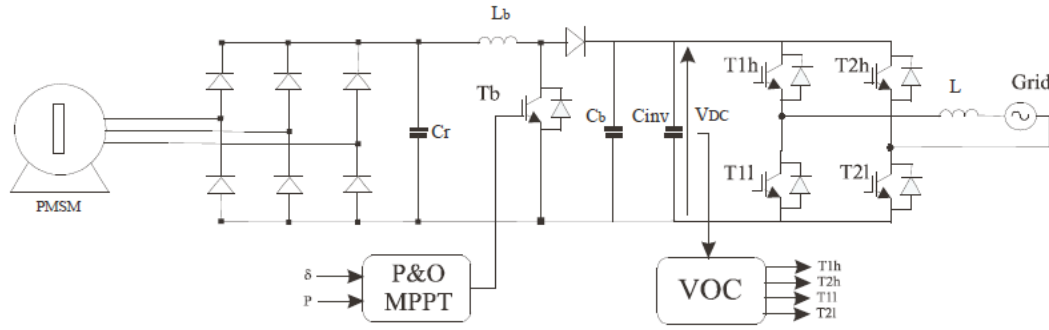 Lb
T1h
T2h
Tb
L
Grid
Cr
Cb
Cinv
VDC
T1l
T2l
PMSM
δ
P
P&O
MPPT
VOC
T1h
T2h
T1l
T2l